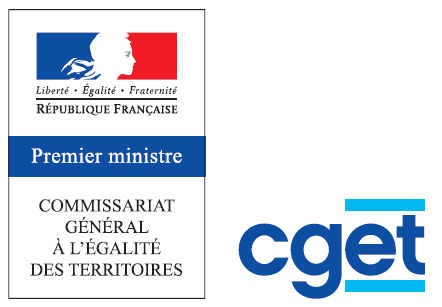 Liberté • Égalité • Fraternité
RÉPUBLIQUE FRANÇAISE
Premier ministre
COMMISSARIAT
GÉNÉRAL
À L'ÉGALITÉ
DES TERRITOIRES
cget